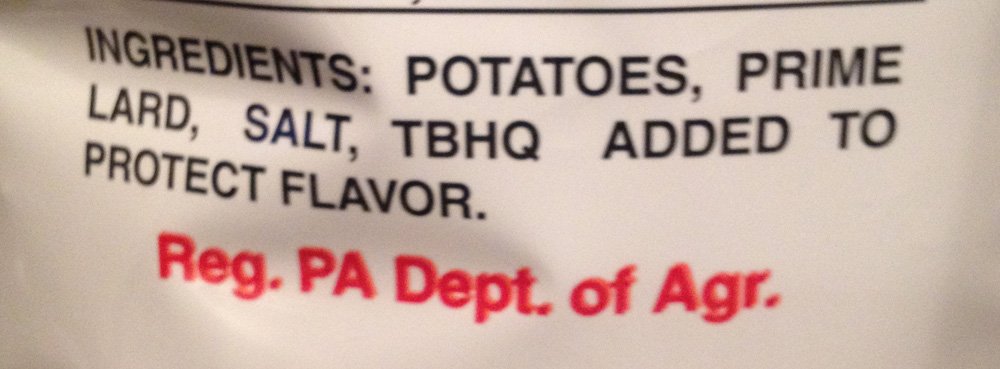 INGREDIENTS: POTATOES, PRIME
LARD, SALT, TBHQ ADDED TO
PROTECT FLAVOR.
Reg. PA Dept. of Agr.